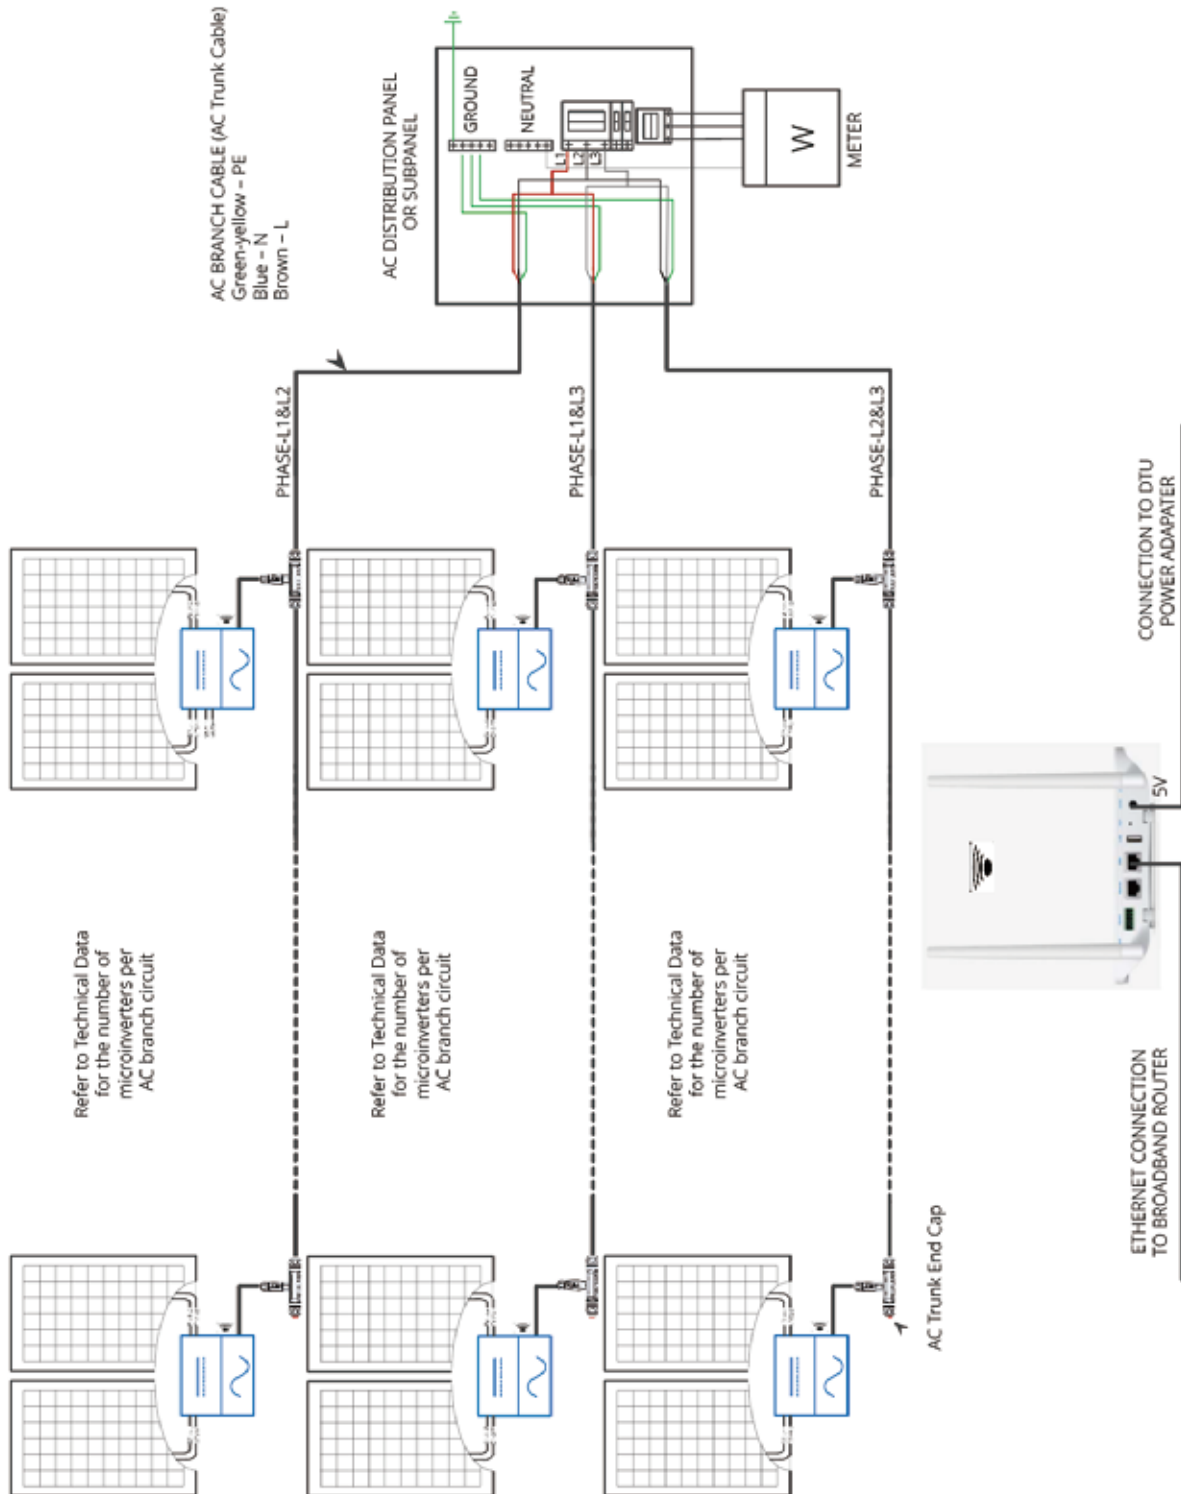 AC BRANCH CABLE (AC Trunk Cable)
Green-yellow – PE
Blue – N
Brown – L
AC DISTRIBUTION PANEL
OR SUBPANEL
GROUND
NEUTRAL
L1
L2
L3
W
METER
PHASE-L1&L2
PHASE-L1&L3
PHASE-L2&L3
Refer to Technical Data
for the number of
microinverters per
AC branch circuit
Refer to Technical Data
for the number of
microinverters per
AC branch circuit
Refer to Technical Data
for the number of
microinverters per
AC branch circuit
AC Trunk End Cap
CONNECTION TO DTU
POWER ADAPATER
5V
ETHERNET CONNECTION
TO BROADBAND ROUTER